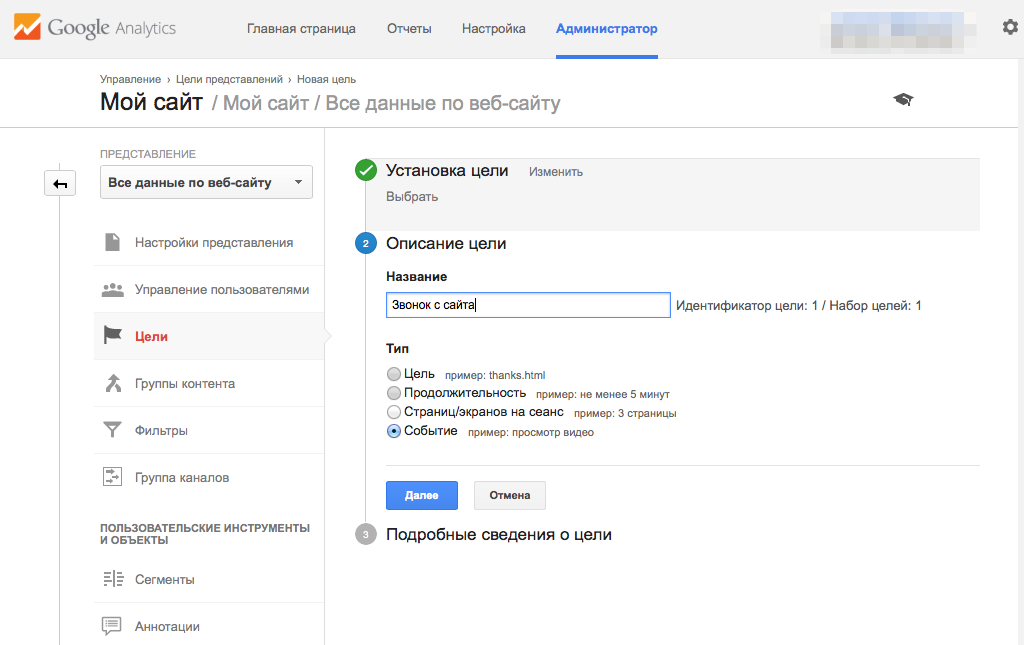 Google Analytics
Главная страница Отчеты Настройка Администратор
Управление › Цели представлений › Новая цель
Мой сайт / Мой сайт / Все данные по веб-сайту
ПРЕДСТАВЛЕНИЕ
Все данные по веб-сайту
Настройки представления
Управление пользователями
Цели
Группы контента
Фильтры
Группа каналов
ПОЛЬЗОВАТЕЛЬСКИЕ ИНСТРУМЕНТЫ
И ОБЪЕКТЫ
Сегменты
Аннотации
Установка цели Изменить
Выбрать
2 Описание цели
Название
Звонок с сайта Идентификатор цели: 1 / Набор целей: 1
Тип
Цель пример: thanks.html
Продолжительность пример: не менее 5 минут
Страниц/экранов на сеанс пример: 3 страницы
Событие пример: просмотр видео
Далее Отмена
3 Подробные сведения о цели